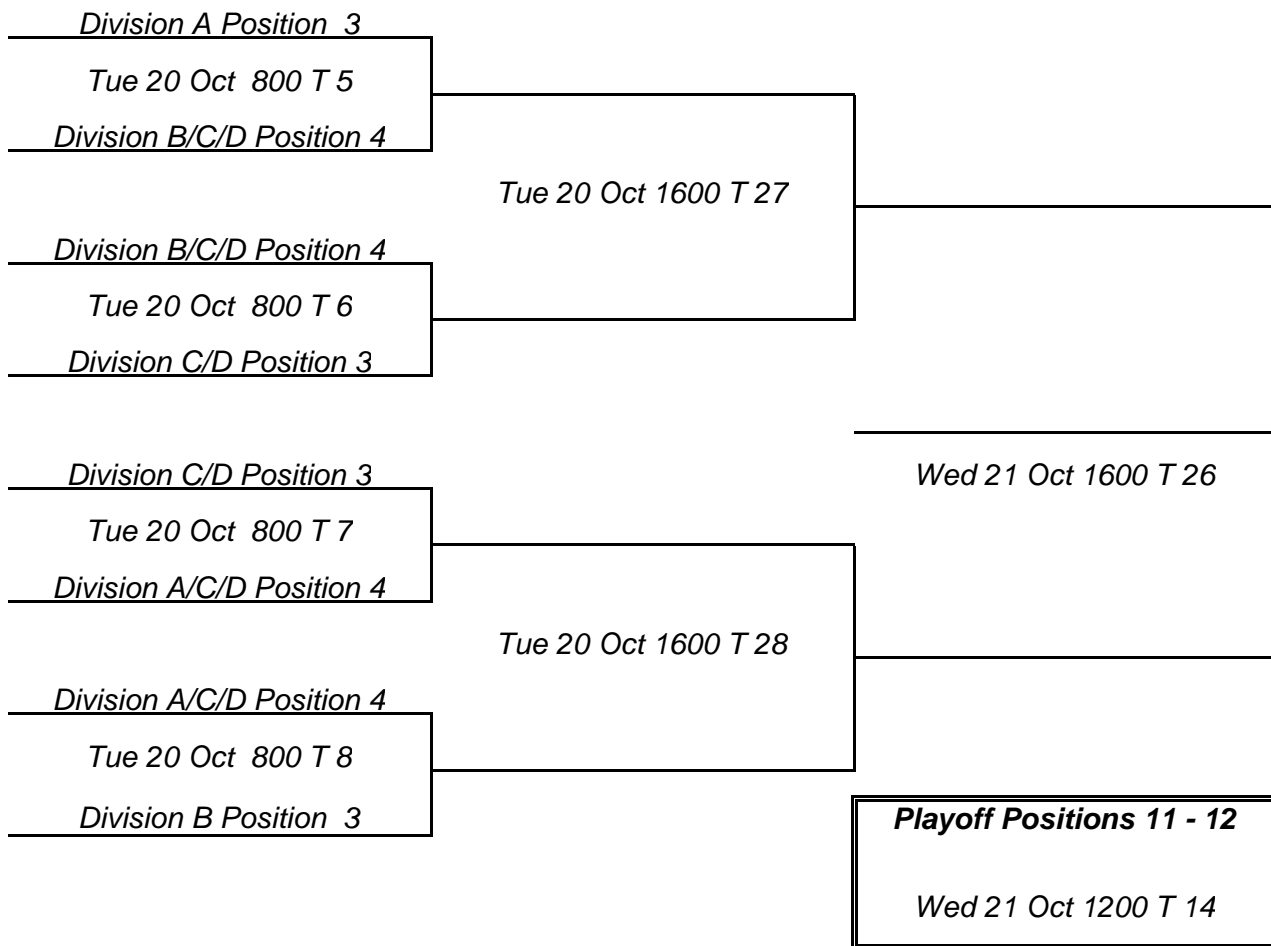 Division A Position 3
Tue 20 Oct 800 T 5
Division B/C/D Position 4
Tue 20 Oct 1600 T 27
Division B/C/D Position 4
Tue 20 Oct 800 T 6
Division C/D Position 3
Division C/D Position 3
Wed 21 Oct 1600 T 26
Tue 20 Oct 800 T 7
Division A/C/D Position 4
Tue 20 Oct 1600 T 28
Division A/C/D Position 4
Tue 20 Oct 800 T 8
Division B Position 3
Playoff Positions 11 - 12
Wed 21 Oct 1200 T 14